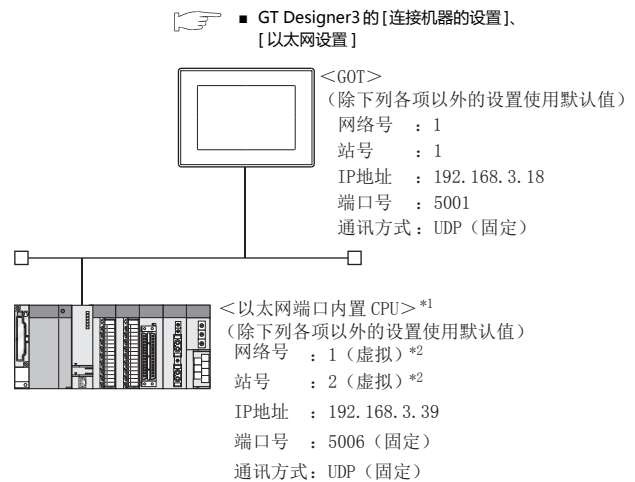 ■ GT Designer3 的 [连接机器的设置]、
[ 以太网设置 ]
＜GOT＞
（除下列各项以外的设置使用默认值）
网络号 ：1
站号 ：1
IP地址 ：192.168.3.18
端口号 ：5001
通讯方式：UDP（固定）
＜以太网端口内置 CPU＞*1
（除下列各项以外的设置使用默认值）
网络号 ：1（虚拟）*2
站号 ：2（虚拟）*2
IP地址 ：192.168.3.39
端口号 ：5006（固定）
通讯方式：UDP（固定）